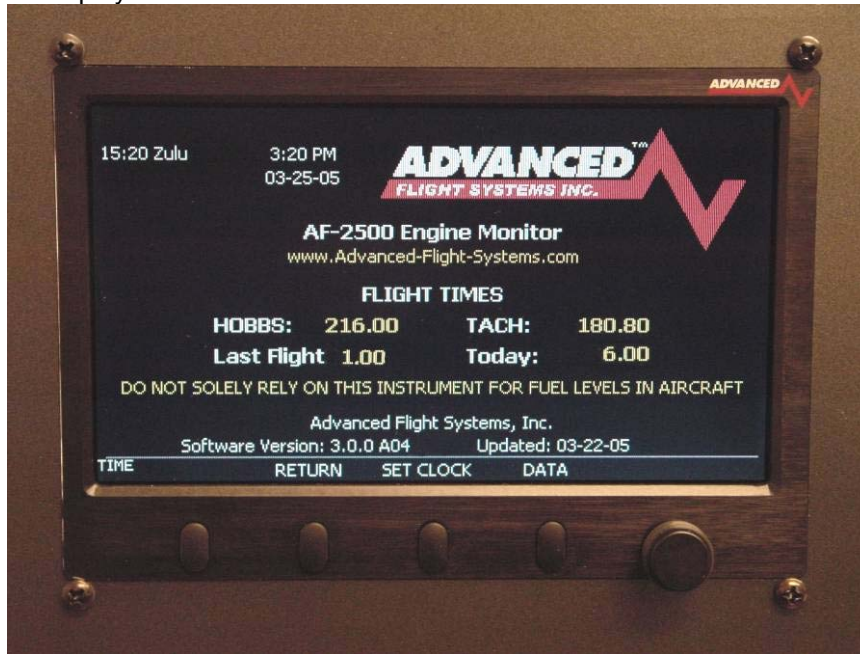 ADVANCED
15:20 Zulu 3:20 PM
03-25-05
ADVANCED™
FLIGHT SYSTEMS INC.
AF-2500 Engine Monitor
www.Advanced-Flight-Systems.com
FLIGHT TIMES
HOBBS: 216.00 TACH: 180.80
Last Flight 1.00 Today: 6.00
DO NOT SOLELY RELY ON THIS INSTRUMENT FOR FUEL LEVELS IN AIRCRAFT
Advanced Flight Systems, Inc.
Software Version: 3.0.0 A04 Updated: 03-22-05
TIME RETURN SET CLOCK DATA